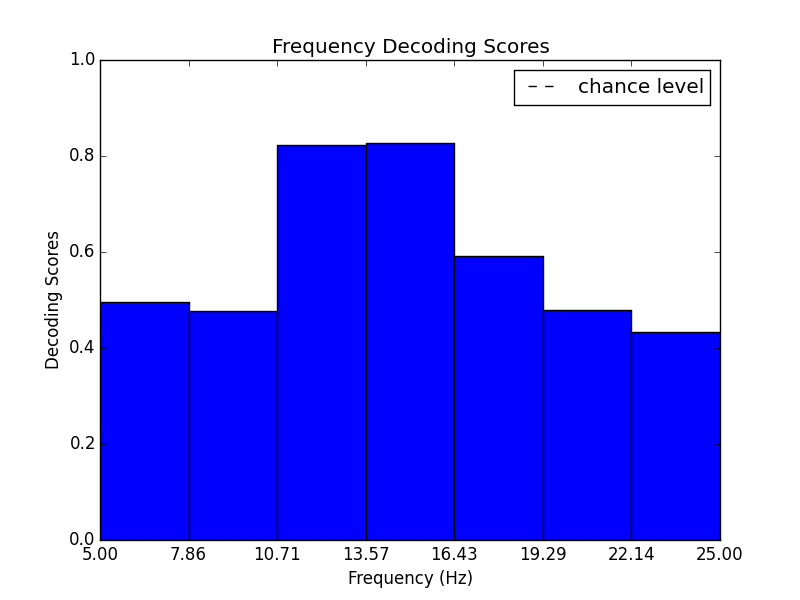 Frequency Decoding Scores
chance level
1.0
0.8
0.6
0.4
0.2
0.0
Decoding Scores
5.00 7.86 10.71 13.57 16.43 19.29 22.14 25.00
Frequency (Hz)